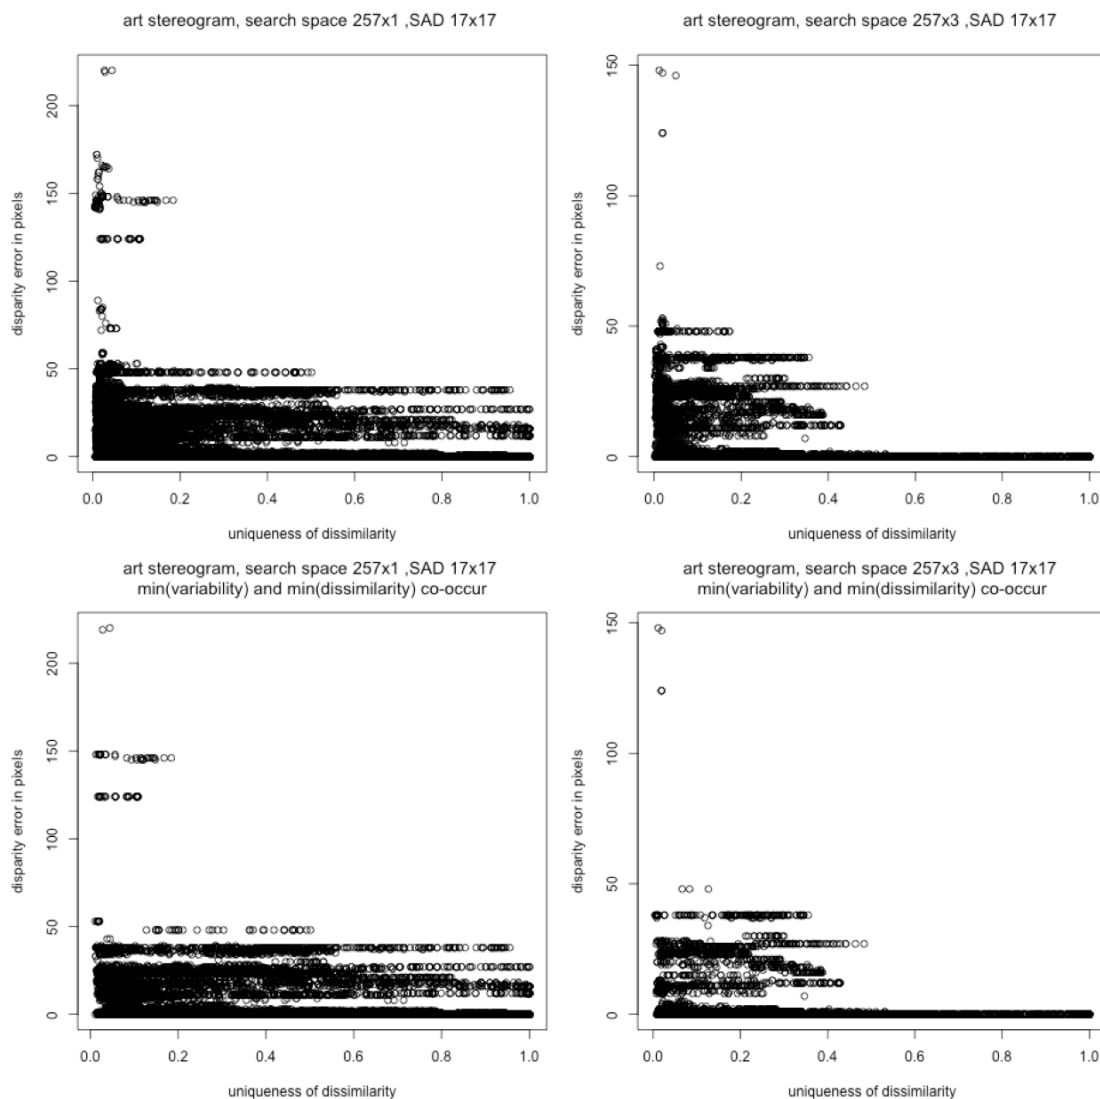 art stereogram, search space 257x1 ,SAD 17x17
disparity error in pixels
200
150
100
50
0
0.0 0.2 0.4 0.6 0.8 1.0
uniqueness of dissimilarity
art stereogram, search space 257x3 ,SAD 17x17
disparity error in pixels
150
100
50
0
0.0 0.2 0.4 0.6 0.8 1.0
uniqueness of dissimilarity
art stereogram, search space 257x1 ,SAD 17x17
min(variability) and min(dissimilarity) co-occur
disparity error in pixels
200
150
100
50
0
0.0 0.2 0.4 0.6 0.8 1.0
uniqueness of dissimilarity
art stereogram, search space 257x3 ,SAD 17x17
min(variability) and min(dissimilarity) co-occur
disparity error in pixels
150
100
50
0
0.0 0.2 0.4 0.6 0.8 1.0
uniqueness of dissimilarity